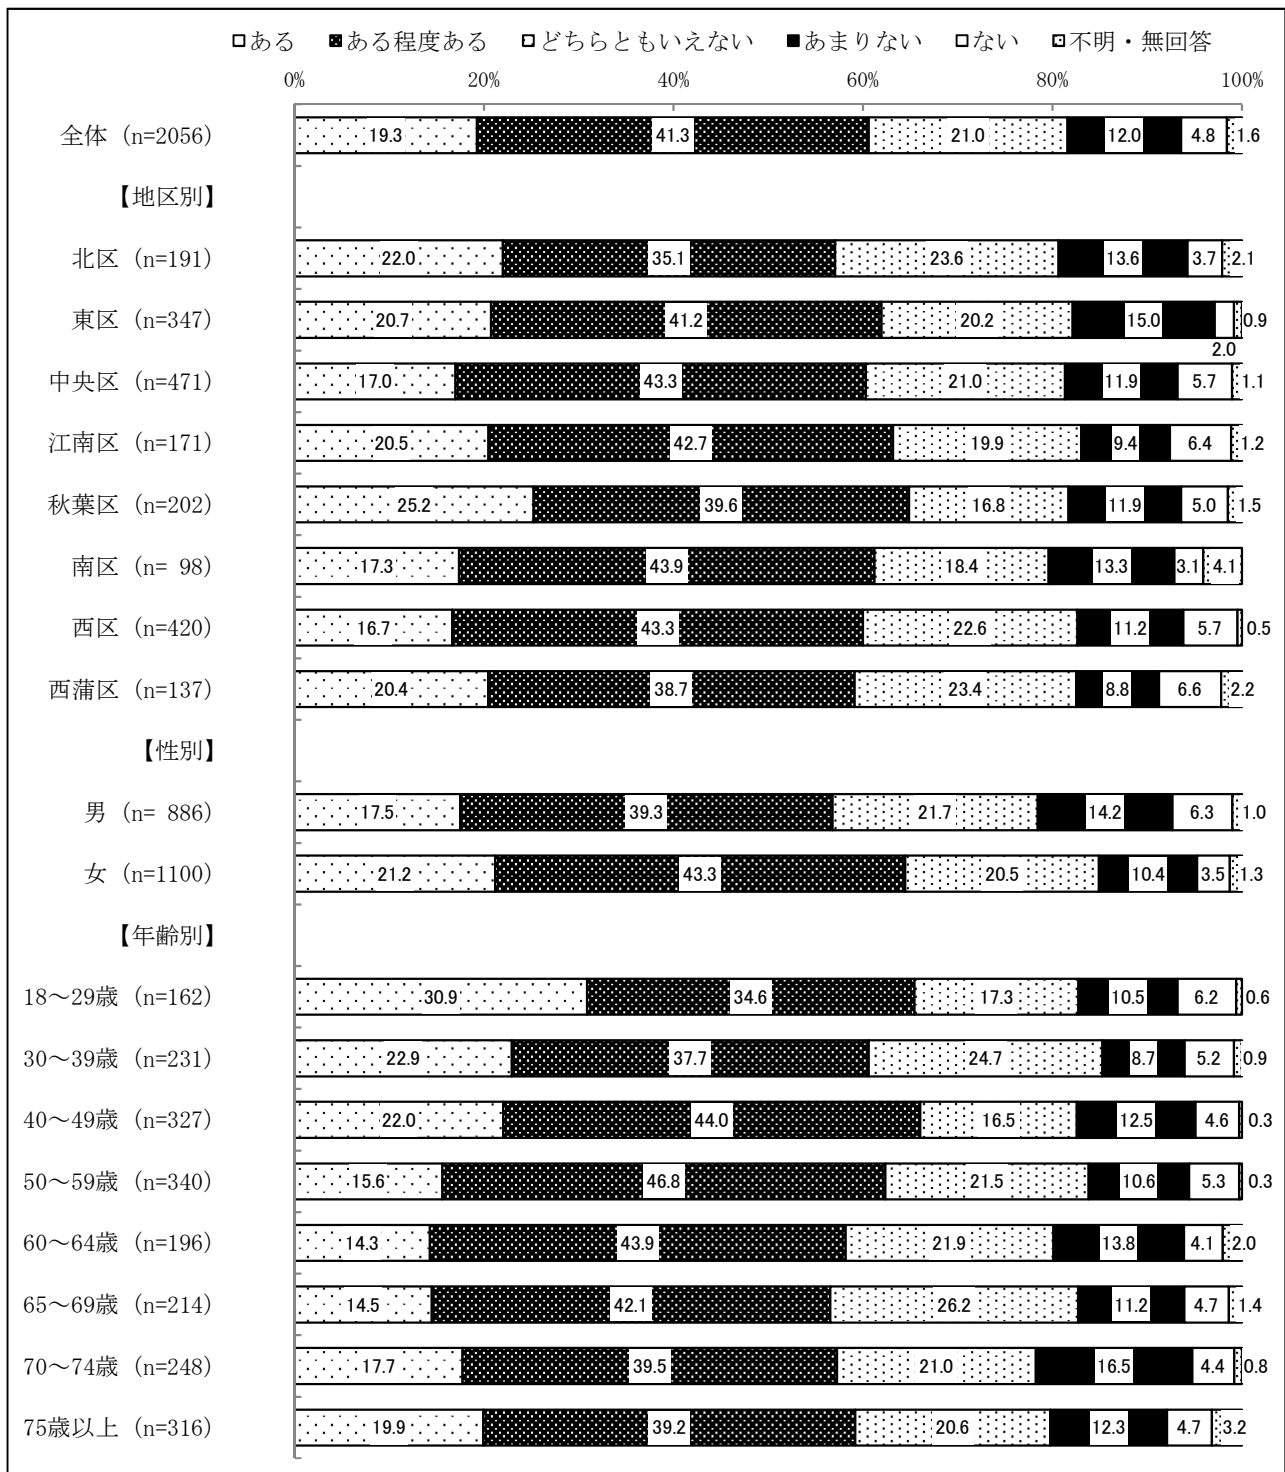 □ある ■ある程度ある □どちらともいえない ■あまりない □ない □不明・無回答
0% 20% 40% 60% 80% 100%
全体 (n=2056) 19.3 41.3 21.0 12.0 4.8 1.6
【地区別】
北区 (n=191) 22.0 35.1 23.6 13.6 3.7 2.1
東区 (n=347) 20.7 41.2 20.2 15.0 0.9
2.0
中央区 (n=471) 17.0 43.3 21.0 11.9 5.7 1.1
江南区 (n=171) 20.5 42.7 19.9 9.4 6.4 1.2
秋葉区 (n=202) 25.2 39.6 16.8 11.9 5.0 1.5
南区 (n= 98) 17.3 43.9 18.4 13.3 3.1 4.1
西区 (n=420) 16.7 43.3 22.6 11.2 5.7 0.5
西蒲区 (n=137) 20.4 38.7 23.4 8.8 6.6 2.2
【性別】
男 (n= 886) 17.5 39.3 21.7 14.2 6.3 1.0
女 (n=1100) 21.2 43.3 20.5 10.4 3.5 1.3
【年齢別】
18～29歳 (n=162) 30.9 34.6 17.3 10.5 6.2 0.6
30～39歳 (n=231) 22.9 37.7 24.7 8.7 5.2 0.9
40～49歳 (n=327) 22.0 44.0 16.5 12.5 4.6 0.3
50～59歳 (n=340) 15.6 46.8 21.5 10.6 5.3 0.3
60～64歳 (n=196) 14.3 43.9 21.9 13.8 4.1 2.0
65～69歳 (n=214) 14.5 42.1 26.2 11.2 4.7 1.4
70～74歳 (n=248) 17.7 39.5 21.0 16.5 4.4 0.8
75歳以上 (n=316) 19.9 39.2 20.6 12.3 4.7 3.2